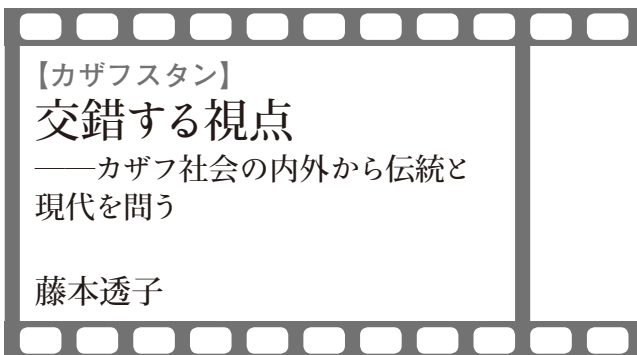 【カザフスタン】
交錯する視点
――カザフ社会の内外から伝統と
現代を問う
藤本透子